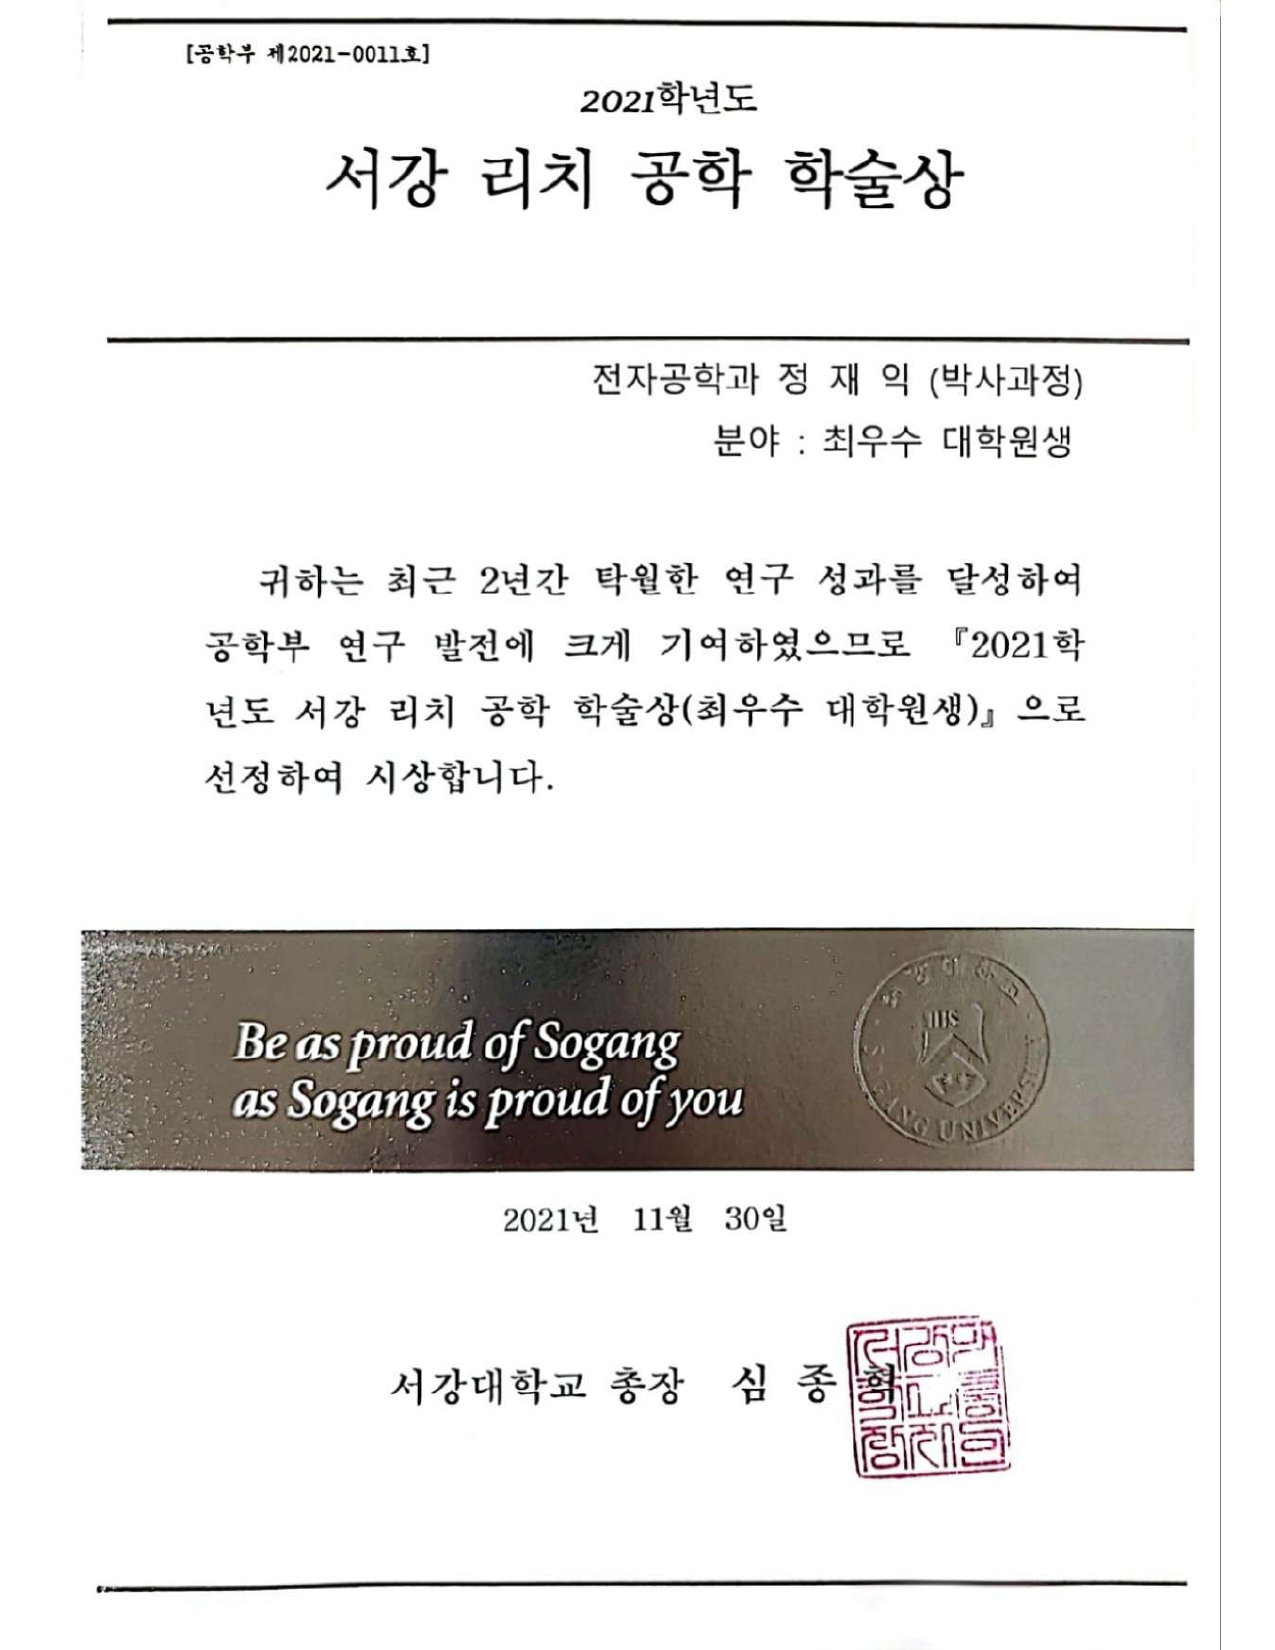 [공학부 제2021-0011호]
2021학년도
서강 리치 공학 학술상
전자공학과 정 재 익 (박사과정)
분야 : 최우수 대학원생
귀하는 최근 2년간 탁월한 연구 성과를 달성하여
공학부 연구 발전에 크게 기여하였으므로 『2021학
년도 서강 리치 공학 학술상(최우수 대학원생)』으로
선정하여 시상합니다.
Be as proud of Sogang
as Sogang is proud of you
서강대학교
IHS
SOGANG UNIVERSITY
2021년 11월 30일
서강대학교 총장 심 종 혁